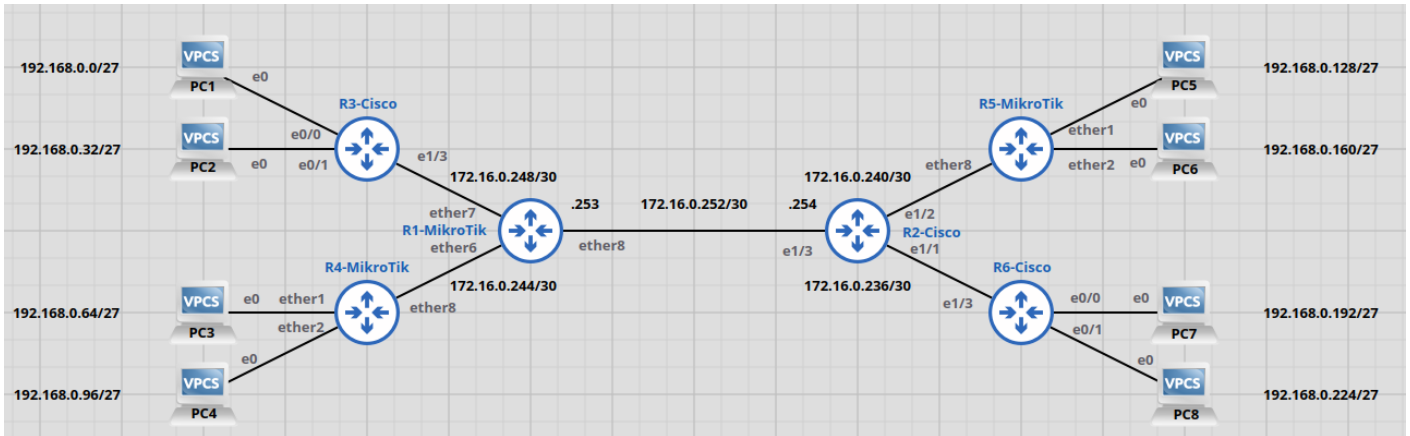 VPCS
PC1
192.168.0.0/27
e0
R3-Cisco
VPCS
PC2
192.168.0.32/27
e0
e0/0
e0/1
e1/3
172.16.0.248/30
ether7
R1-MikroTik
ether6
R4-MikroTik
172.16.0.244/30
ether8
VPCS
PC3
192.168.0.64/27
e0
ether1
ether2
VPCS
PC4
192.168.0.96/27
e0
.253
172.16.0.252/30
.254
ether8
e1/3
172.16.0.240/30
ether8
R5-MikroTik
e1/2
R2-Cisco
e1/1
172.16.0.236/30
e1/3
R6-Cisco
VPCS
PC5
192.168.0.128/27
e0
ether1
ether2
e0
VPCS
PC6
192.168.0.160/27
e0/0
e0
VPCS
PC7
192.168.0.192/27
e0/1
e0
VPCS
PC8
192.168.0.224/27